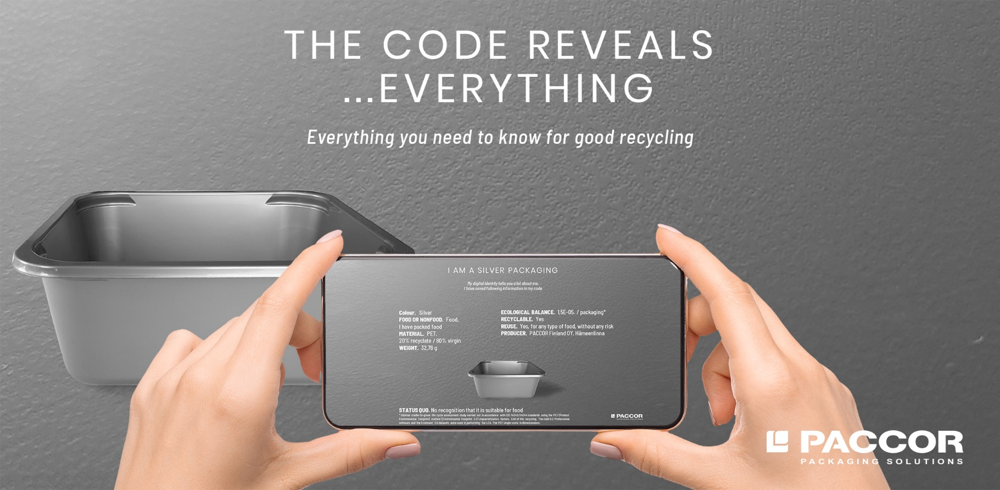 THE CODE REVEALS
...EVERYTHING
Everything you need to know for good recycling
I AM A SILVER PACKAGING
My digital identity tells you a lot about me.
I have saved following information in my code
Colour. Silver
FOOD OR NONFOOD. Food,
I have packed food
MATERIAL. PET,
20% recyclate / 80% virgin
WEIGHT. 32,78 g
ECOLOGICAL BALANCE. 1,5E-05. / packaging*
RECYCLABLE. Yes
REUSE. Yes, for any type of food, without any risk
PRODUCER. PACCOR Finland OY, Hämeenlinna
STATUS QUO. No recognition that it is suitable for food
* Internal cradle-to-grave life cycle assessment study carried out in accordance with ISO 14040/14044 standards using the PEF (Product
Environmental Footprint) method (Environmental Footprint 2.0) characterization factors. End of life: recycling. The GaBi 9.2 Professional
software and the Ecoinvent 3.5 datasets were used in performing the LCA. The PEF single score is dimensionless.
PACCOR
PACKAGING SOLUTIONS
PACCOR
PACKAGING SOLUTIONS